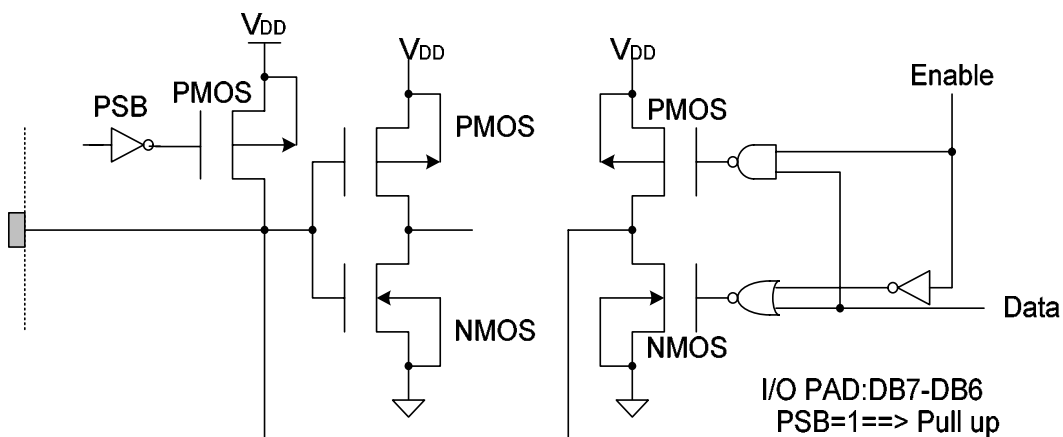 VDD
VDD
VDD
Enable
PSB
PMOS
PMOS
PMOS
NMOS
NMOS
Data
I/O PAD:DB7-DB6
PSB=1==> Pull up